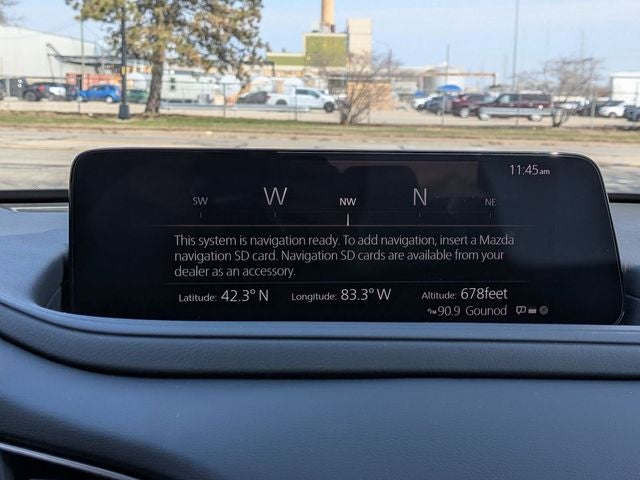 11:45am
SW W NW N NE
This system is navigation ready. To add navigation, insert a Mazda
navigation SD card. Navigation SD cards are available from your
dealer as an accessory.
Latitude: 42.3° N Longitude: 83.3° W Altitude: 678feet
FM 90.9 Gounod